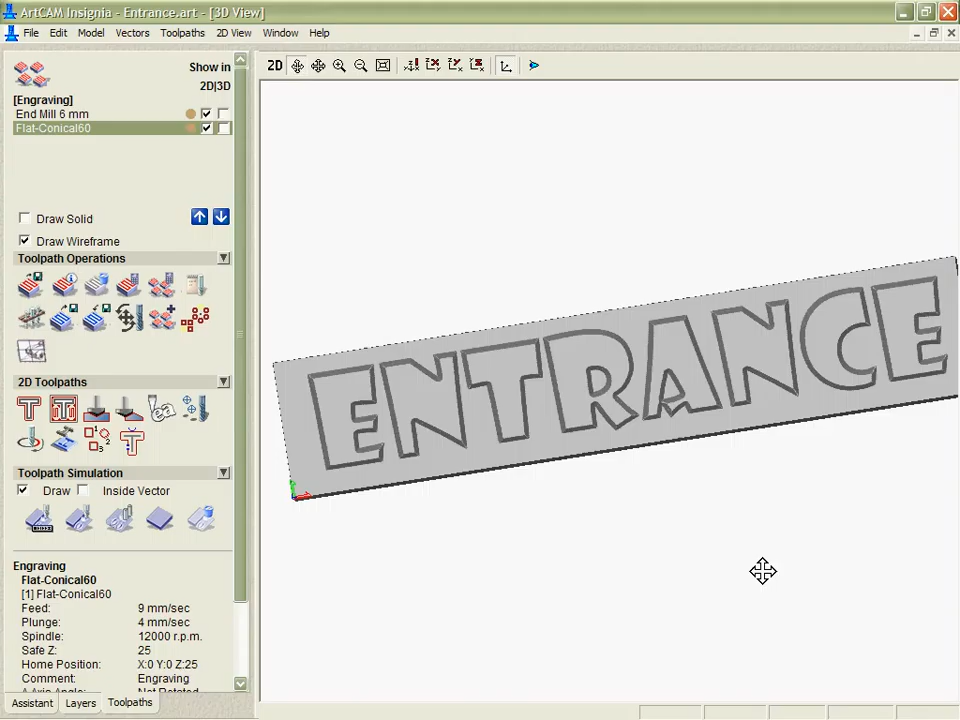 ArtCAM Insignia - Entrance.art - [3D View]
File Edit Model Vectors Toolpaths 2D View Window Help
Show in
2D|3D
2D
[Engraving]
End Mill 6 mm
Flat-Conical60
Draw Solid
Draw Wireframe
Toolpath Operations
2D Toolpaths
Toolpath Simulation
Draw Inside Vector
Engraving
Flat-Conical60
[1] Flat-Conical60
Feed: 9 mm/sec
Plunge: 4 mm/sec
Spindle: 12000 r.p.m.
Safe Z: 25
Home Position: X:0 Y:0 Z:25
Comment: Engraving
Assistant Layers Toolpaths
ENTRANCE